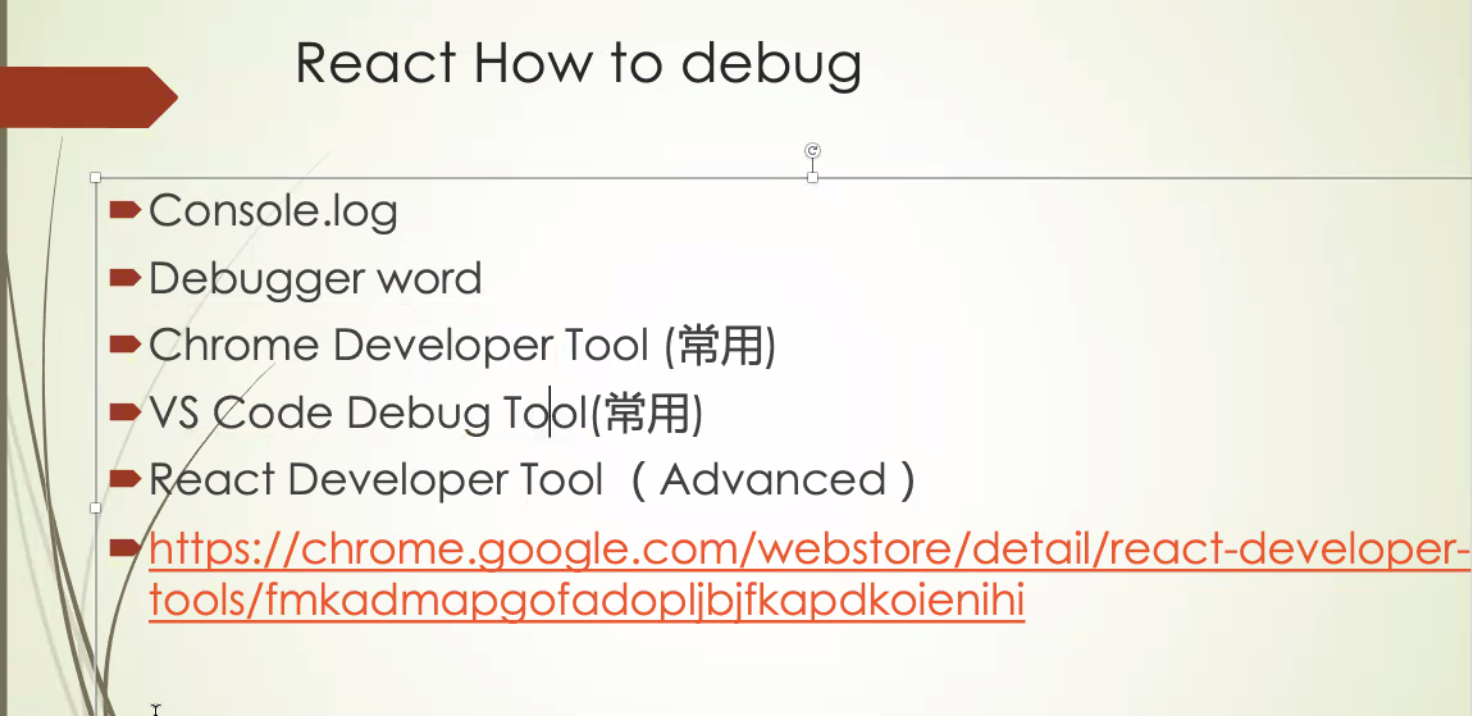 React How to debug
Console.log
Debugger word
Chrome Developer Tool (常用)
VS Code Debug Tool(常用)
React Developer Tool （Advanced）
https://chrome.google.com/webstore/detail/react-developer-
tools/fmkadmapgofadopljbjfkapdkoienihi